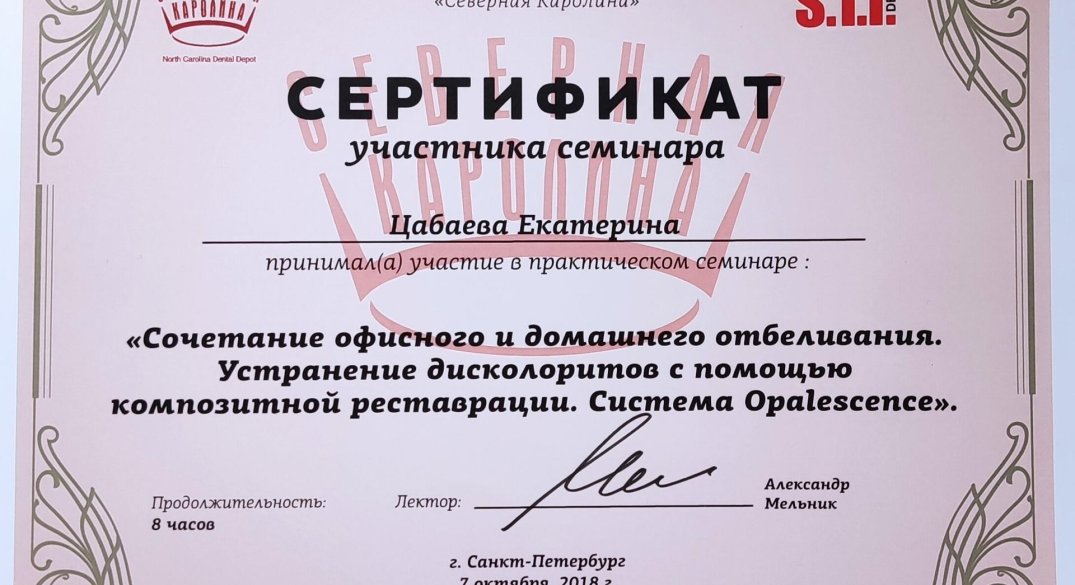 «Северная Каролина»
КАРОЛИНА
North Carolina Dental Depot
S.T.I.
СЕВЕРНАЯ
КАРОЛИНА
СЕРТИФИКАТ
участника семинара
Цабаева Екатерина
принимал(а) участие в практическом семинаре :
«Сочетание офисного и домашнего отбеливания.
Устранение дисколоритов с помощью
композитной реставрации. Система Opalescence».
Продолжительность:
8 часов
Лектор:
Александр
Мельник
г. Санкт-Петербург
7 октября 2018 г.